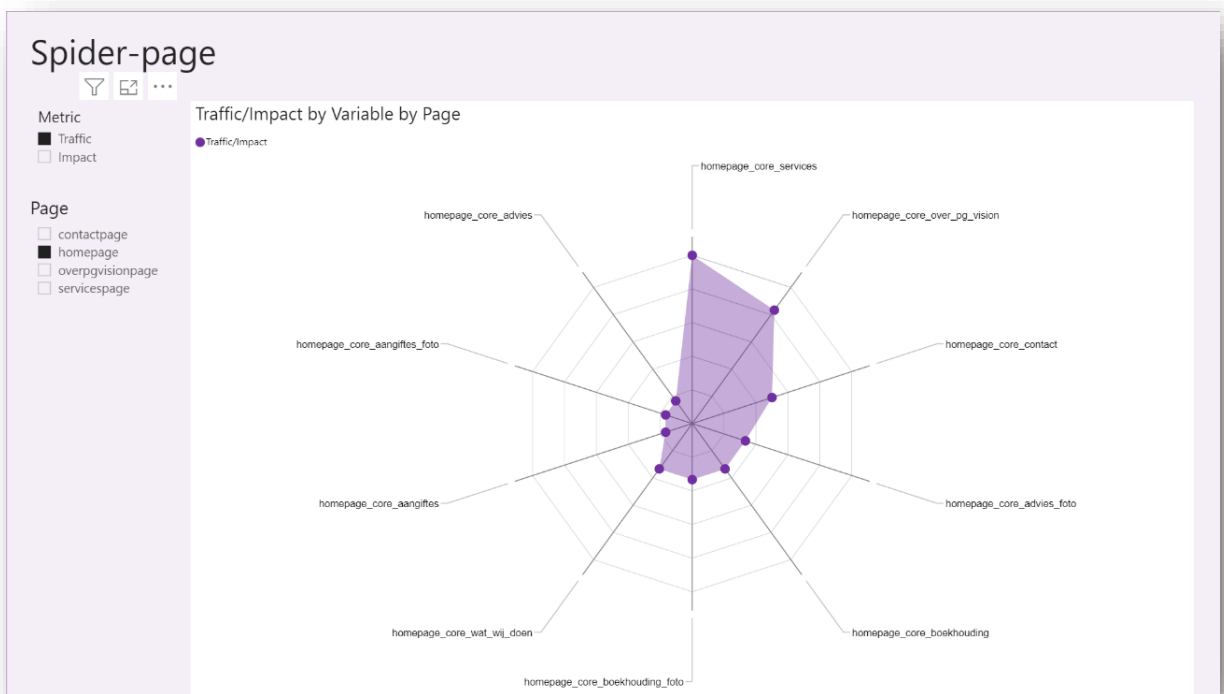 Spider-page
Metric
Traffic
Impact
Page
contactpage
homepage
overpgvisionpage
servicespage
Traffic/Impact by Variable by Page
Traffic/Impact
homepage_core_services
homepage_core_advies
homepage_core_over_pg_vision
homepage_core_aangiftes_foto
homepage_core_contact
homepage_core_aangiftes
homepage_core_advies_foto
homepage_core_wat_wij_doen
homepage_core_boekhouding
homepage_core_boekhouding_foto